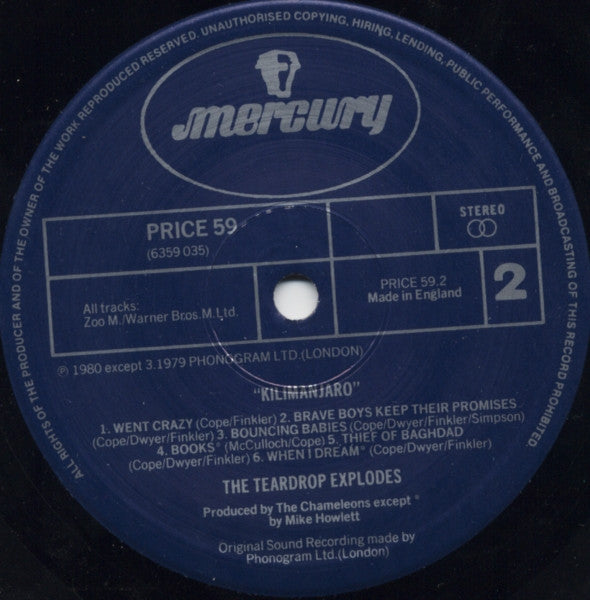 ALL RIGHTS OF THE PRODUCER AND OF THE OWNER OF THE WORK REPRODUCED RESERVED. UNAUTHORISED COPYING, HIRING, LENDING, PUBLIC PERFORMANCE AND BROADCASTING OF THIS RECORD PROHIBITED.
mercury
PRICE 59
(6359 035)
STEREO
All tracks:
Zoo M./Warner Bros.M.Ltd.
PRICE 59.2
Made in England
2
℗ 1980 except 3.1979 PHONOGRAM LTD.(LONDON)
"KILIMANJARO"
1. WENT CRAZY (Cope/Finkler) 2. BRAVE BOYS KEEP THEIR PROMISES
(Cope/Dwyer/Finkler) 3. BOUNCING BABIES (Cope/Dwyer/Finkler/Simpson)
4. BOOKS* (McCulloch/Cope) 5. THIEF OF BAGHDAD
(Cope/Dwyer/Finkler) 6. WHEN I DREAM* (Cope/Dwyer/Finkler)
THE TEARDROP EXPLODES
Produced by The Chameleons except *
by Mike Howlett
Original Sound Recording made by
Phonogram Ltd.(London)